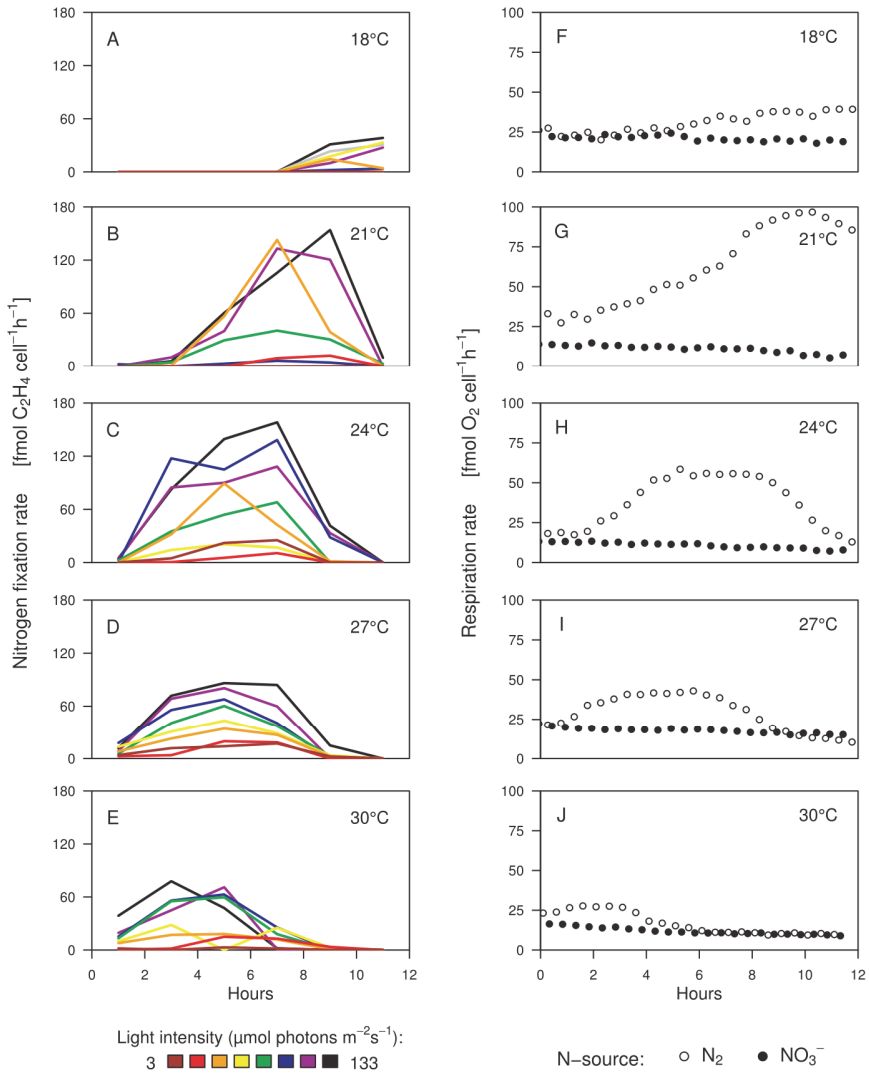 Nitrogen fixation rate [fmol C₂H₄ cell⁻¹h⁻¹]
A
18°C
180
120
60
0
B
21°C
180
120
60
0
C
24°C
180
120
60
0
D
27°C
180
120
60
0
E
30°C
180
120
60
0
0 2 4 6 8 10 12
Hours
Light intensity (μmol photons m⁻²s⁻¹):
3 133
Respiration rate [fmol O₂ cell⁻¹h⁻¹]
F
18°C
100
75
50
25
0
G
21°C
100
75
50
25
0
H
24°C
100
75
50
25
0
I
27°C
100
75
50
25
0
J
30°C
100
75
50
25
0
0 2 4 6 8 10 12
Hours
N−source: N₂ NO₃⁻